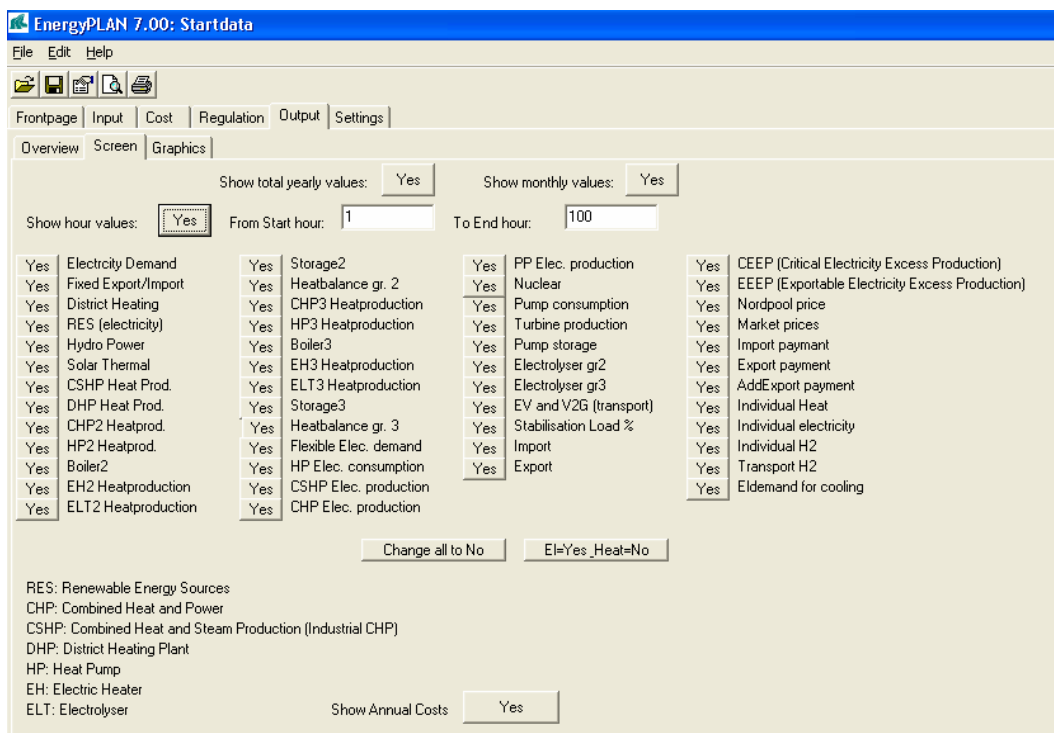 EnergyPLAN 7.00: Startdata
File Edit Help
Frontpage Input Cost Regulation Output Settings
Overview Screen Graphics
Show total yearly values: Yes Show monthly values: Yes
Show hour values: Yes From Start hour: 1 To End hour: 100
Yes Electrcity Demand Yes Storage2 Yes PP Elec. production Yes CEEP (Critical Electricity Excess Production)
Yes Fixed Export/Import Yes Heatbalance gr. 2 Yes Nuclear Yes EEEP (Exportable Electricity Excess Production)
Yes District Heating Yes CHP3 Heatproduction Yes Pump consumption Yes Nordpool price
Yes RES (electricity) Yes HP3 Heatproduction Yes Turbine production Yes Market prices
Yes Hydro Power Yes Boiler3 Yes Pump storage Yes Import paymant
Yes Solar Thermal Yes EH3 Heatproduction Yes Electrolyser gr2 Yes Export payment
Yes CSHP Heat Prod. Yes ELT3 Heatproduction Yes Electrolyser gr3 Yes AddExport payment
Yes DHP Heat Prod. Yes Storage3 Yes EV and V2G (transport) Yes Individual Heat
Yes CHP2 Heatprod. Yes Heatbalance gr. 3 Yes Stabilisation Load % Yes Individual electricity
Yes HP2 Heatprod. Yes Flexible Elec. demand Yes Import Yes Individual H2
Yes Boiler2 Yes HP Elec. consumption Yes Export Yes Transport H2
Yes EH2 Heatproduction Yes CSHP Elec. production Yes Eldemand for cooling
Yes ELT2 Heatproduction Yes CHP Elec. production
Change all to No El=Yes_Heat=No
RES: Renewable Energy Sources
CHP: Combined Heat and Power
CSHP: Combined Heat and Steam Production (Industrial CHP)
DHP: District Heating Plant
HP: Heat Pump
EH: Electric Heater
ELT: Electrolyser Show Annual Costs Yes